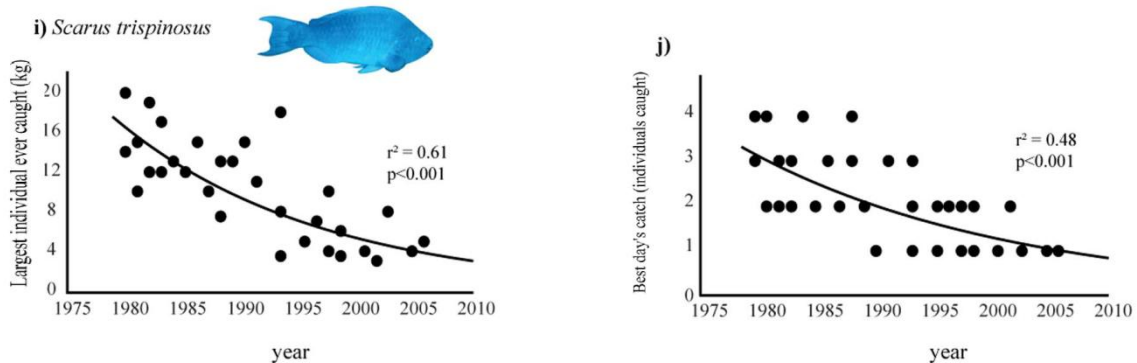 i) Scarus trispinosus
Largest individual ever caught (kg)
20
16
12
8
4
0
r² = 0.61
p<0.001
1975 1980 1985 1990 1995 2000 2005 2010
year
j)
Best day's catch (individuals caught)
4
3
2
1
0
r² = 0.48
p<0.001
1975 1980 1985 1990 1995 2000 2005 2010
year